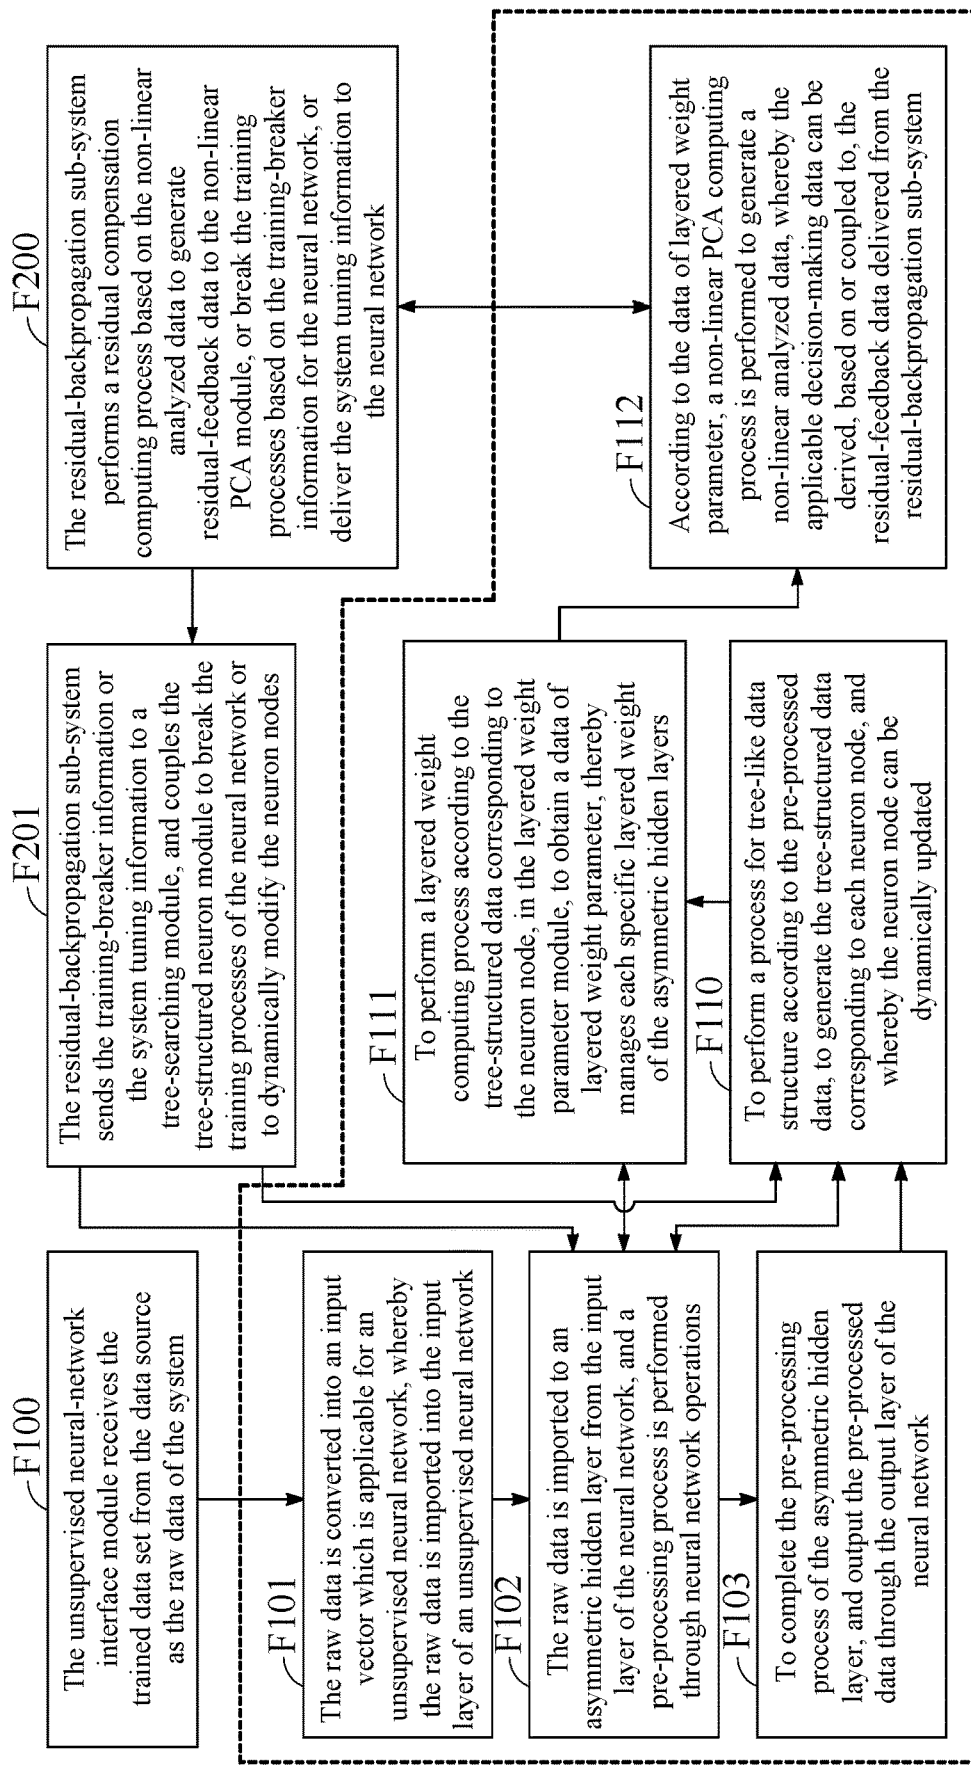 F100
The unsupervised neural-network
interface module receives the
trained data set from the data source
as the raw data of the system
F101
The raw data is converted into an input
vector which is applicable for an
unsupervised neural network, whereby
the raw data is imported into the input
layer of an unsupervised neural network
F102
The raw data is imported to an
asymmetric hidden layer from the input
layer of the neural network, and a
pre-processing process is performed
through neural network operations
F103
To complete the pre-processing
process of the asymmetric hidden
layer, and output the pre-processed
data through the output layer of the
neural network
F201
The residual-backpropagation sub-system
sends the training-breaker information or
the system tuning information to a
tree-searching module, and couples the
tree-structured neuron module to break the
training processes of the neural network or
to dynamically modify the neuron nodes
F111
To perform a layered weight
computing process according to the
tree-structured data corresponding to
the neuron node, in the layered weight
parameter module, to obtain a data of
layered weight parameter, thereby
manages each specific layered weight
of the asymmetric hidden layers
F110
To perform a process for tree-like data
structure according to the pre-processed
data, to generate the tree-structured data
corresponding to each neuron node, and
whereby the neuron node can be
dynamically updated
F200
The residual-backpropagation sub-system
performs a residual compensation
computing process based on the non-linear
analyzed data to generate
residual-feedback data to the non-linear
PCA module, or break the training
processes based on the training-breaker
information for the neural network, or
deliver the system tuning information to
the neural network
F112
According to the data of layered weight
parameter, a non-linear PCA computing
process is performed to generate a
non-linear analyzed data, whereby the
applicable decision-making data can be
derived, based on or coupled to, the
residual-feedback data delivered from the
residual-backpropagation sub-system